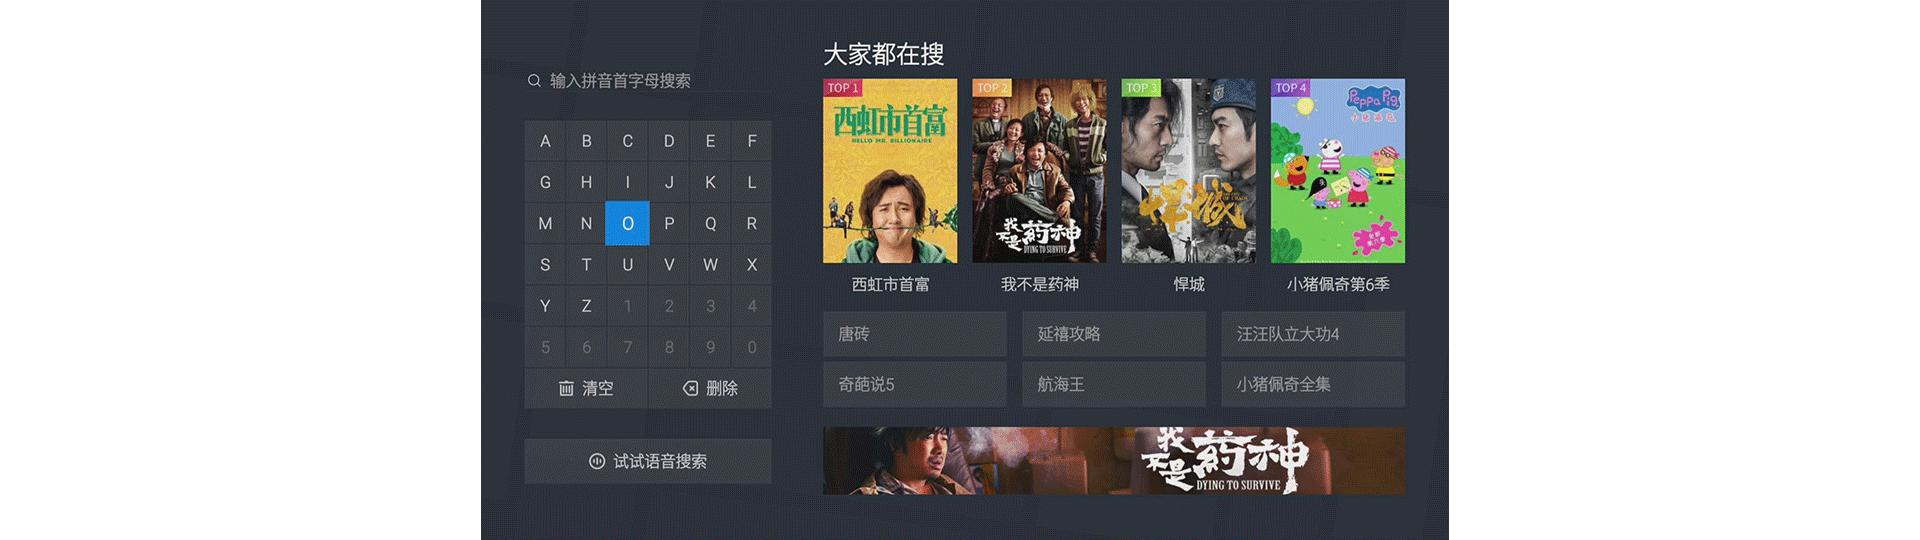 输入拼音首字母搜索
A B C D E F
G H I J K L
M N O P Q R
S T U V W X
Y Z 1 2 3 4
5 6 7 8 9 0
清空 删除
试试语音搜索
大家都在搜
TOP 1
西虹市首富
HELLO MR. BILLIONAIRE
西虹市首富
TOP 2
我不是药神
DYING TO SURVIVE
我不是药神
TOP 3
悍城
悍城
TOP 4
Peppa Pig
小猪佩奇
小猪佩奇第6季
唐砖 延禧攻略 汪汪队立大功4
奇葩说5 航海王 小猪佩奇全集
我不是药神
DYING TO SURVIVE